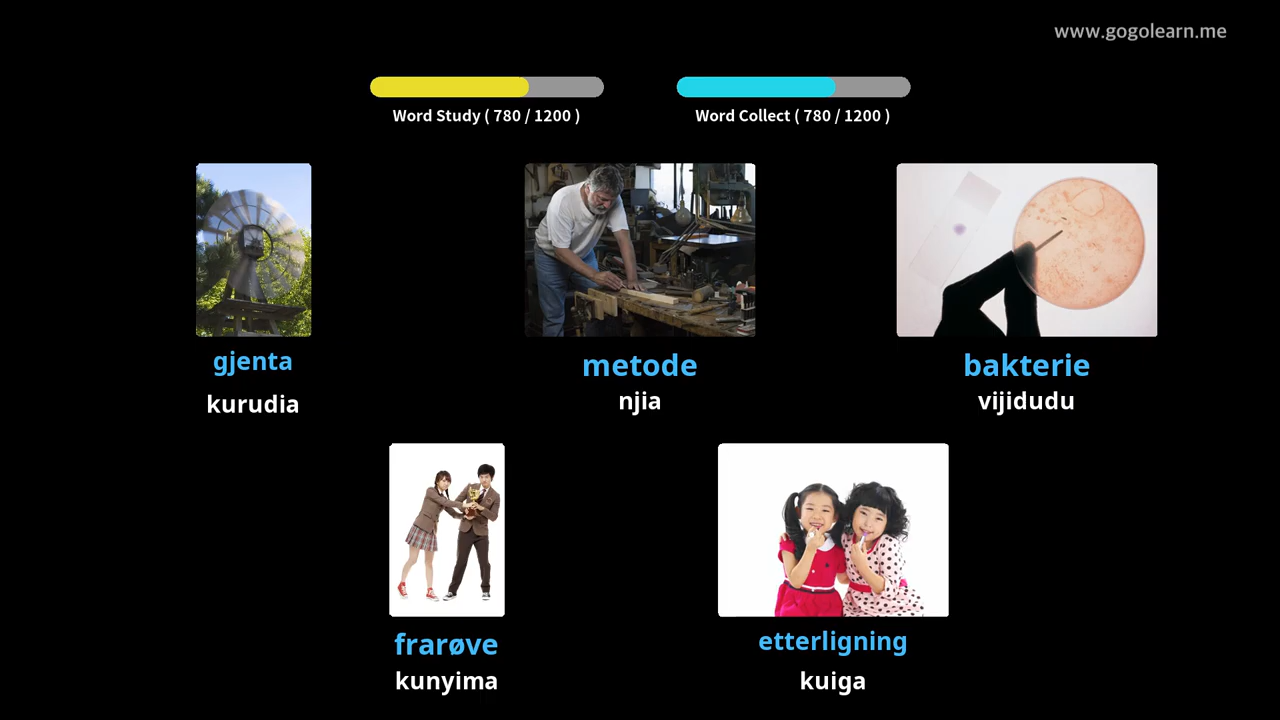 www.gogolearn.me
Word Study ( 780 / 1200 )
Word Collect ( 780 / 1200 )
gjenta
kurudia
metode
njia
bakterie
vijidudu
frarøve
kunyima
etterligning
kuiga